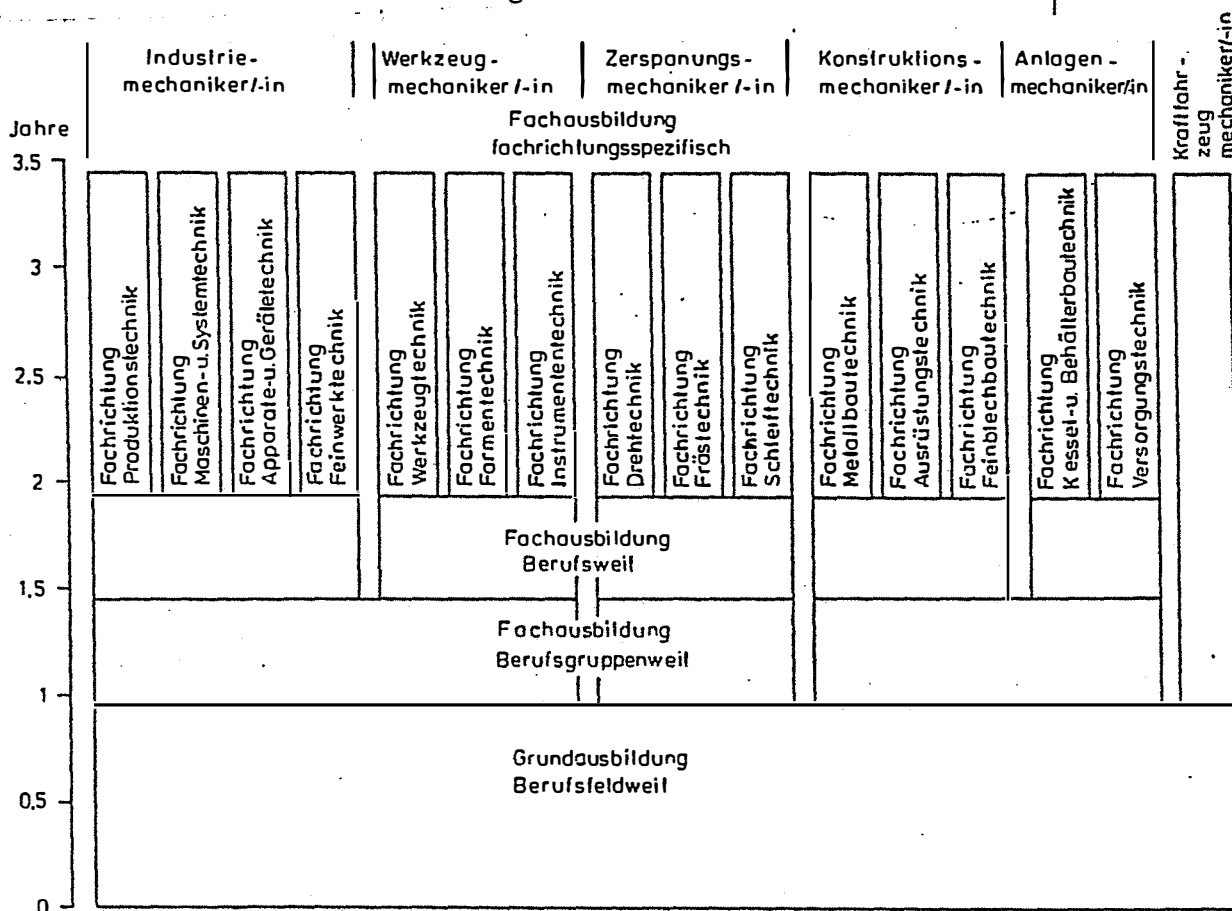 Industrie-
mechaniker/-in
Werkzeug-
mechaniker/-in
Zerspanungs-
mechaniker/-in
Konstruktions-
mechaniker/-in
Anlagen-
mechaniker/in
Kraftfahr-
zeug
mechaniker/-in
Jahre
Fachausbildung
fachrichtungsspezifisch
3.5
3
2.5
2
1.5
1
0.5
0
Fachrichtung
Produktionstechnik
Fachrichtung
Maschinen-u.Systemtechnik
Fachrichtung
Apparate-u.Gerätetechnik
Fachrichtung
Feinwerktechnik
Fachrichtung
Werkzeugtechnik
Fachrichtung
Formentechnik
Fachrichtung
Instrumententechnik
Fachrichtung
Drehtechnik
Fachrichtung
Frästechnik
Fachrichtung
Schleiftechnik
Fachrichtung
Metallbautechnik
Fachrichtung
Ausrüstungstechnik
Fachrichtung
Feinblechbautechnik
Fachrichtung
Kessel-u. Behälterbautechnik
Fachrichtung
Versorgungstechnik
Fachausbildung
Berufsweit
Fachausbildung
Berufsgruppenweit
Grundausbildung
Berufsfeldweit